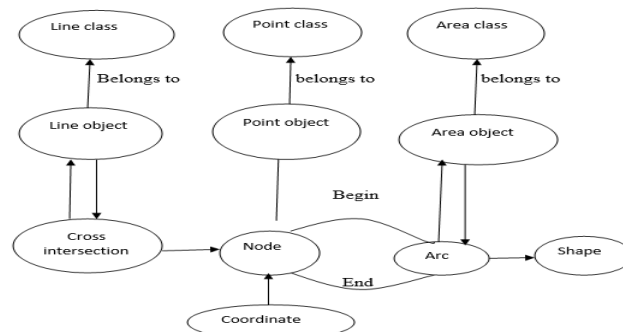 Line class
Point class
Area class
Belongs to
belongs to
belongs to
Line object
Point object
Area object
Begin
Cross
intersection
Node
Arc
Shape
End
Coordinate